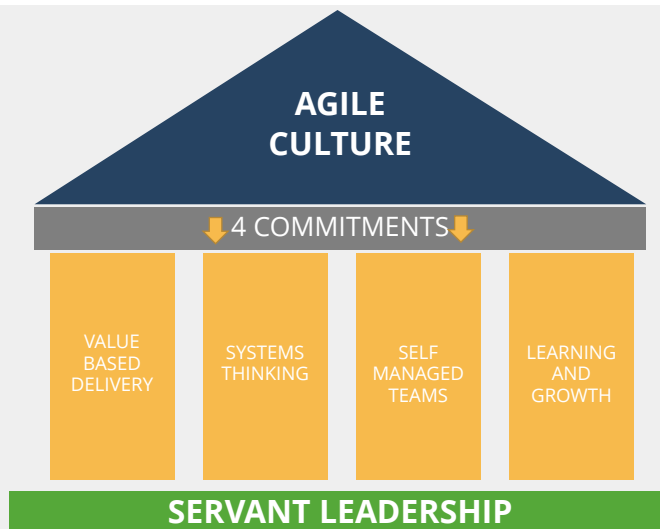 AGILE
CULTURE
4 COMMITMENTS
VALUE
BASED
DELIVERY
SYSTEMS
THINKING
SELF
MANAGED
TEAMS
LEARNING
AND
GROWTH
SERVANT LEADERSHIP